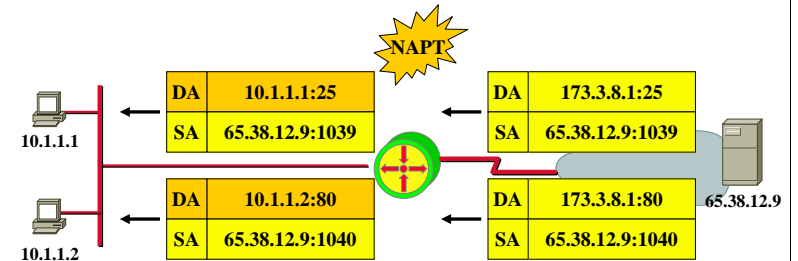 NAPT
DA 10.1.1.1:25
SA 65.38.12.9:1039
DA 173.3.8.1:25
SA 65.38.12.9:1039
10.1.1.1
DA 10.1.1.2:80
SA 65.38.12.9:1040
DA 173.3.8.1:80
SA 65.38.12.9:1040
65.38.12.9
10.1.1.2